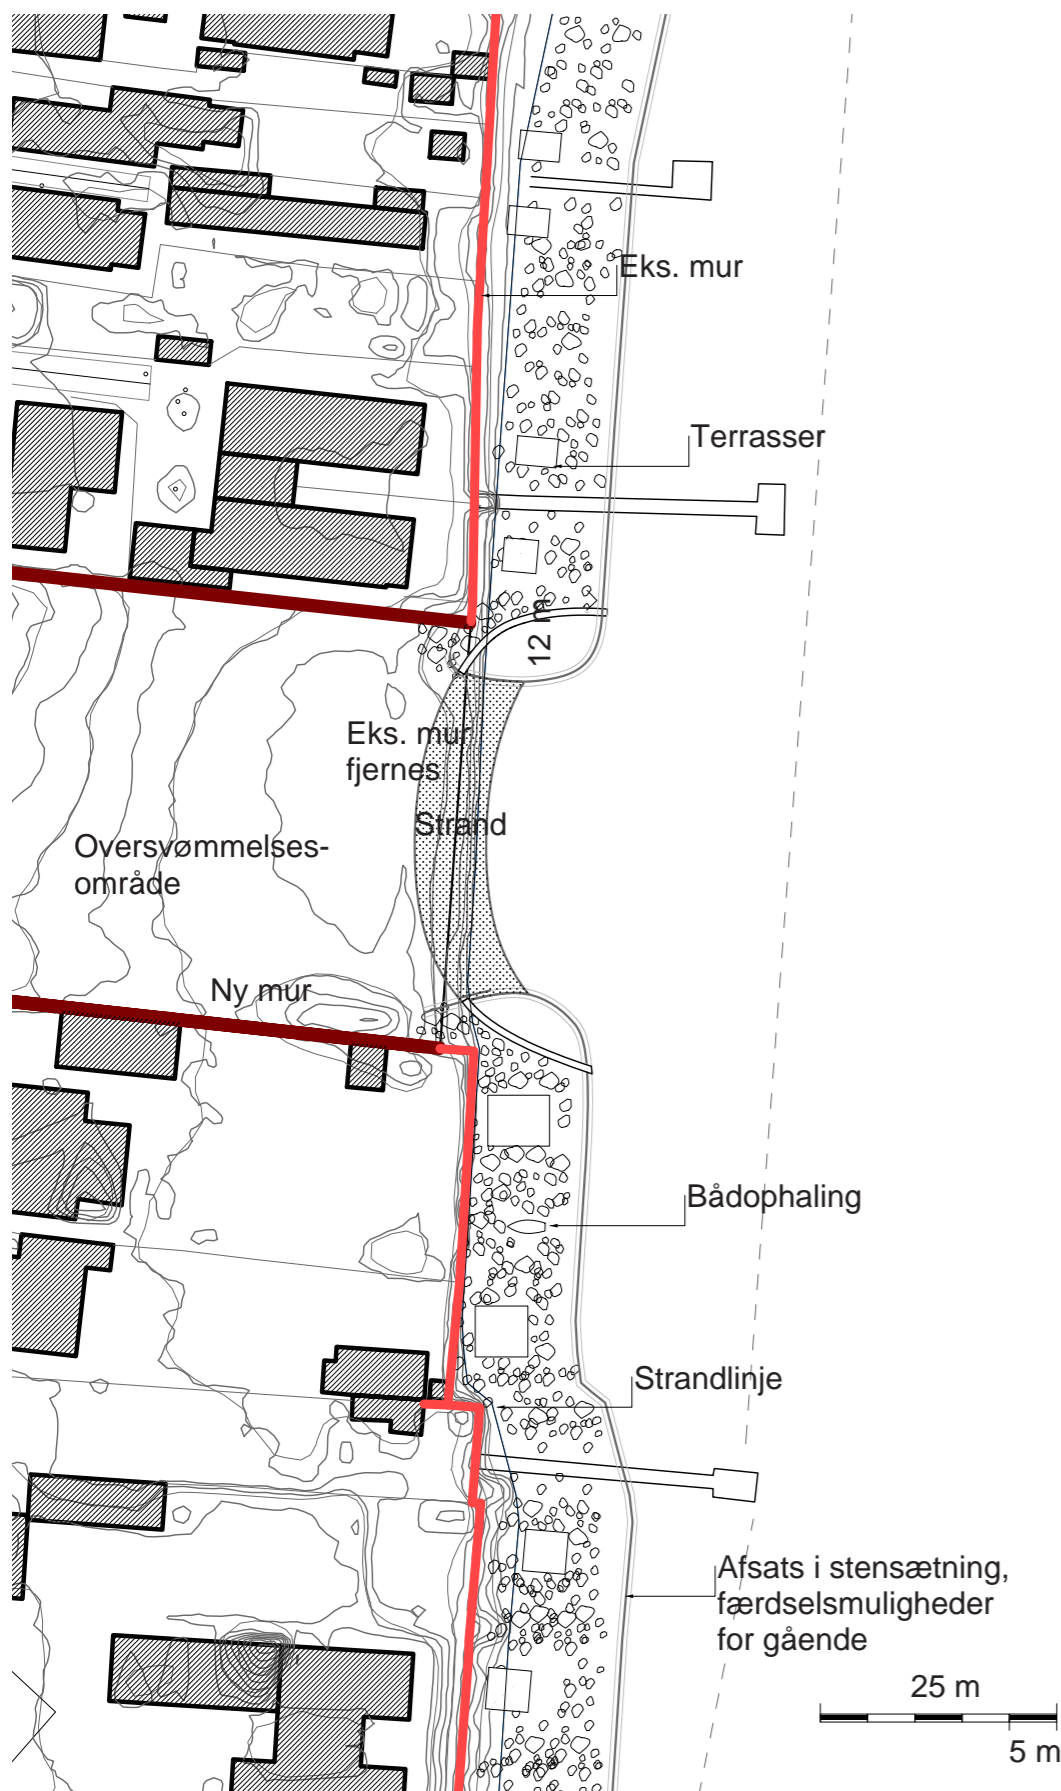 Eks. mur
Terrasser
12 m
Eks. mur
fjernes
Strand
Oversvømmelses-
område
Ny mur
Bådophaling
Strandlinje
Afsats i stensætning,
færdselsmuligheder
for gående
25 m
5 m